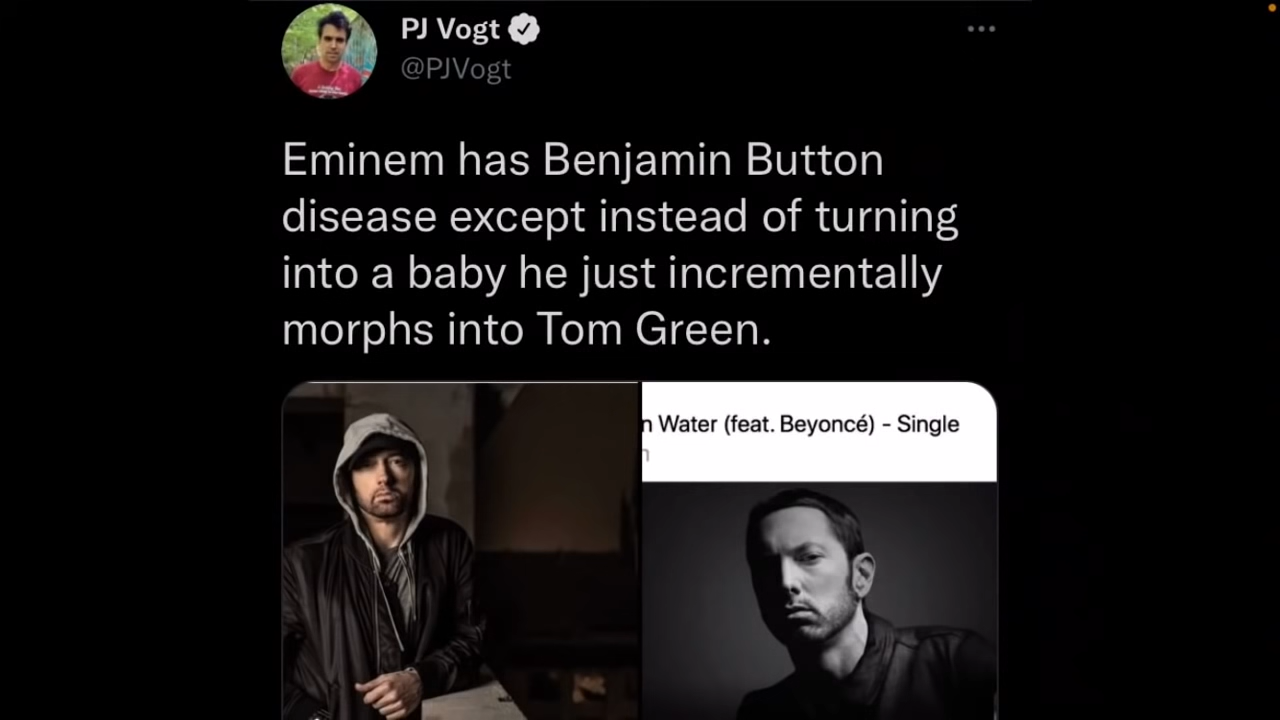 PJ Vogt
@PJVogt
Eminem has Benjamin Button
disease except instead of turning
into a baby he just incrementally
morphs into Tom Green.
n Water (feat. Beyoncé) - Single